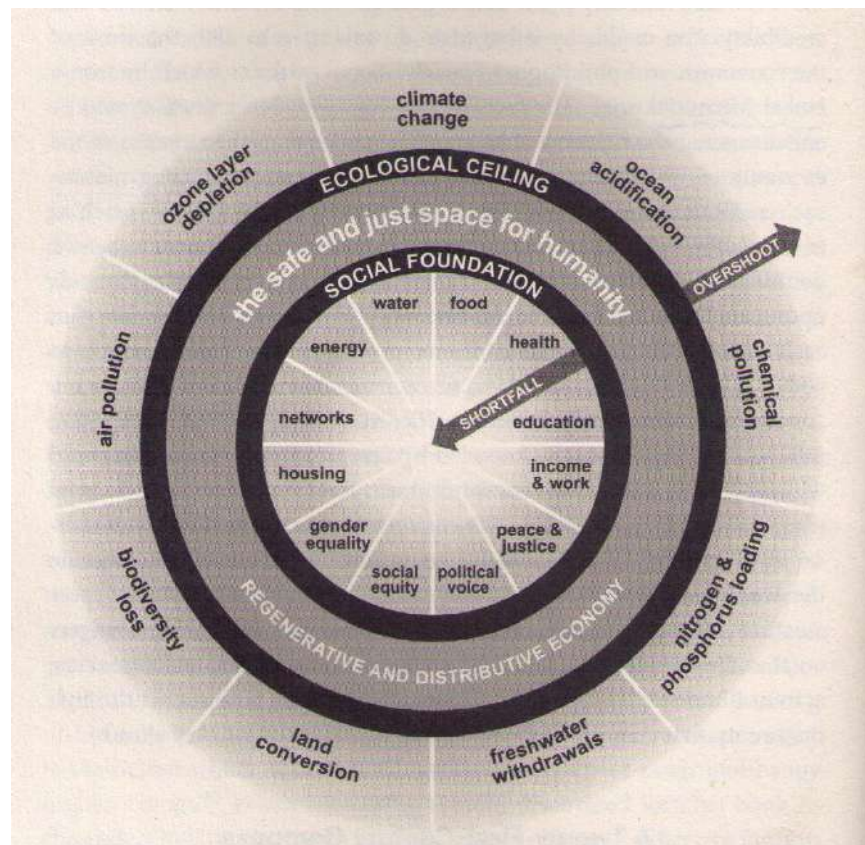 climate
change
ocean
acidification
chemical
pollution
nitrogen &
phosphorus loading
freshwater
withdrawals
land
conversion
biodiversity
loss
air pollution
ozone layer
depletion
ECOLOGICAL CEILING
the safe and just space for humanity
SOCIAL FOUNDATION
OVERSHOOT
SHORTFALL
water
food
health
education
income
& work
peace &
justice
political
voice
social
equity
gender
equality
housing
networks
energy
REGENERATIVE AND DISTRIBUTIVE ECONOMY